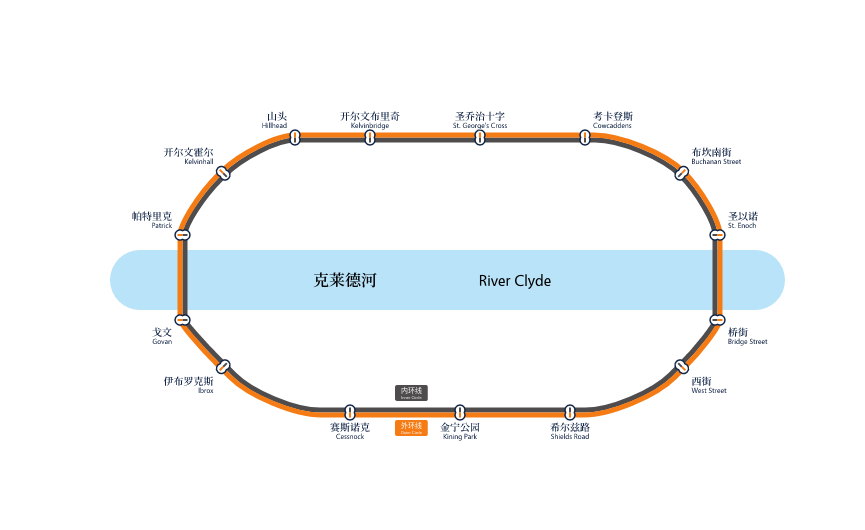 山头
Hillhead
开尔文布里奇
Kelvinbridge
圣乔治十字
St. George's Cross
考卡登斯
Cowcaddens
开尔文霍尔
Kelvinhall
布坎南街
Buchanan Street
帕特里克
Patrick
圣以诺
St. Enoch
克莱德河
River Clyde
戈文
Govan
桥街
Bridge Street
伊布罗克斯
Ibrox
西街
West Street
内环线
Inner Circle
外环线
Outer Circle
赛斯诺克
Cessnock
金宁公园
Kining Park
希尔兹路
Shields Road